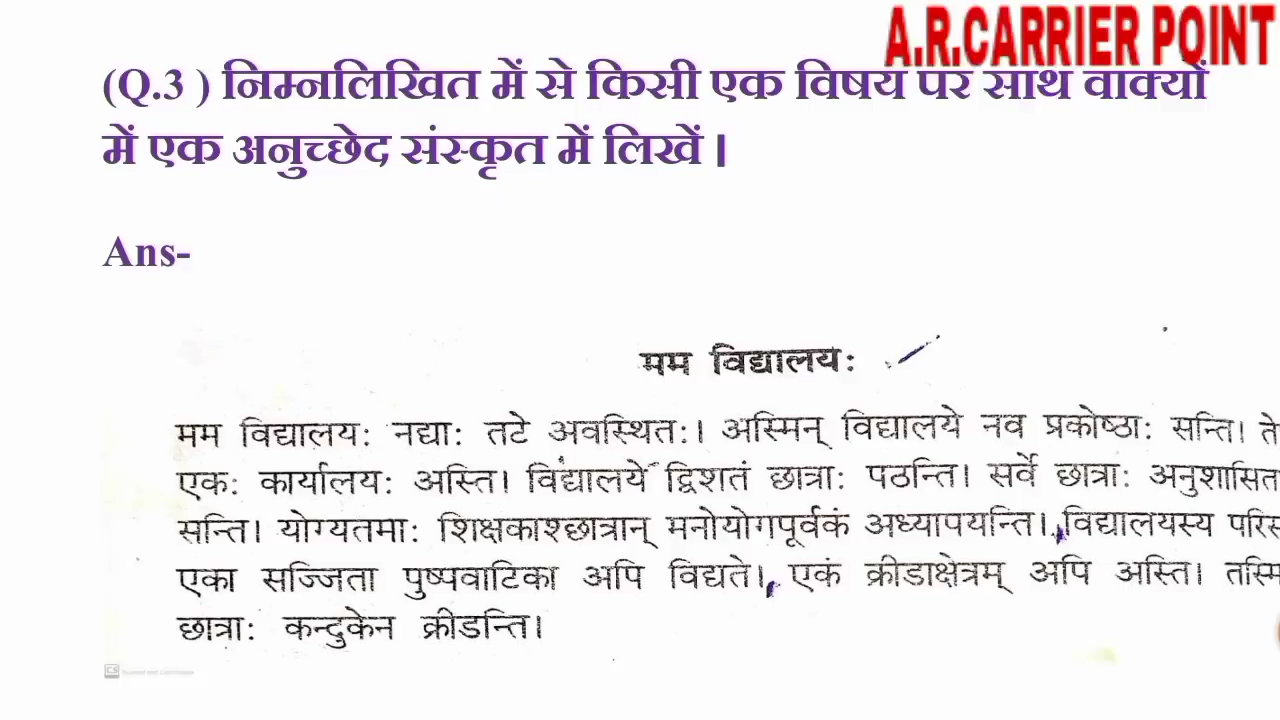 A.R.CARRIER POINT
(Q.3 ) निम्नलिखित में से किसी एक विषय पर साथ वाक्यों
में एक अनुच्छेद संस्कृत में लिखें।
Ans-
मम विद्यालयः
मम विद्यालयः नद्याः तटे अवस्थितः। अस्मिन् विद्यालये नव प्रकोष्ठाः सन्ति। ते
एकः कार्यालयः अस्ति। विद्यालये द्विशतं छात्राः पठन्ति। सर्वे छात्राः अनुशासित
सन्ति। योग्यतमाः शिक्षकाश्छात्रान् मनोयोगपूर्वकं अध्यापयन्ति। विद्यालयस्य परिस
एका सज्जिता पुष्पवाटिका अपि विद्यते। एकं क्रीडाक्षेत्रम् अपि अस्ति। तस्मि
छात्राः कन्दुकेन क्रीडन्ति।
CS